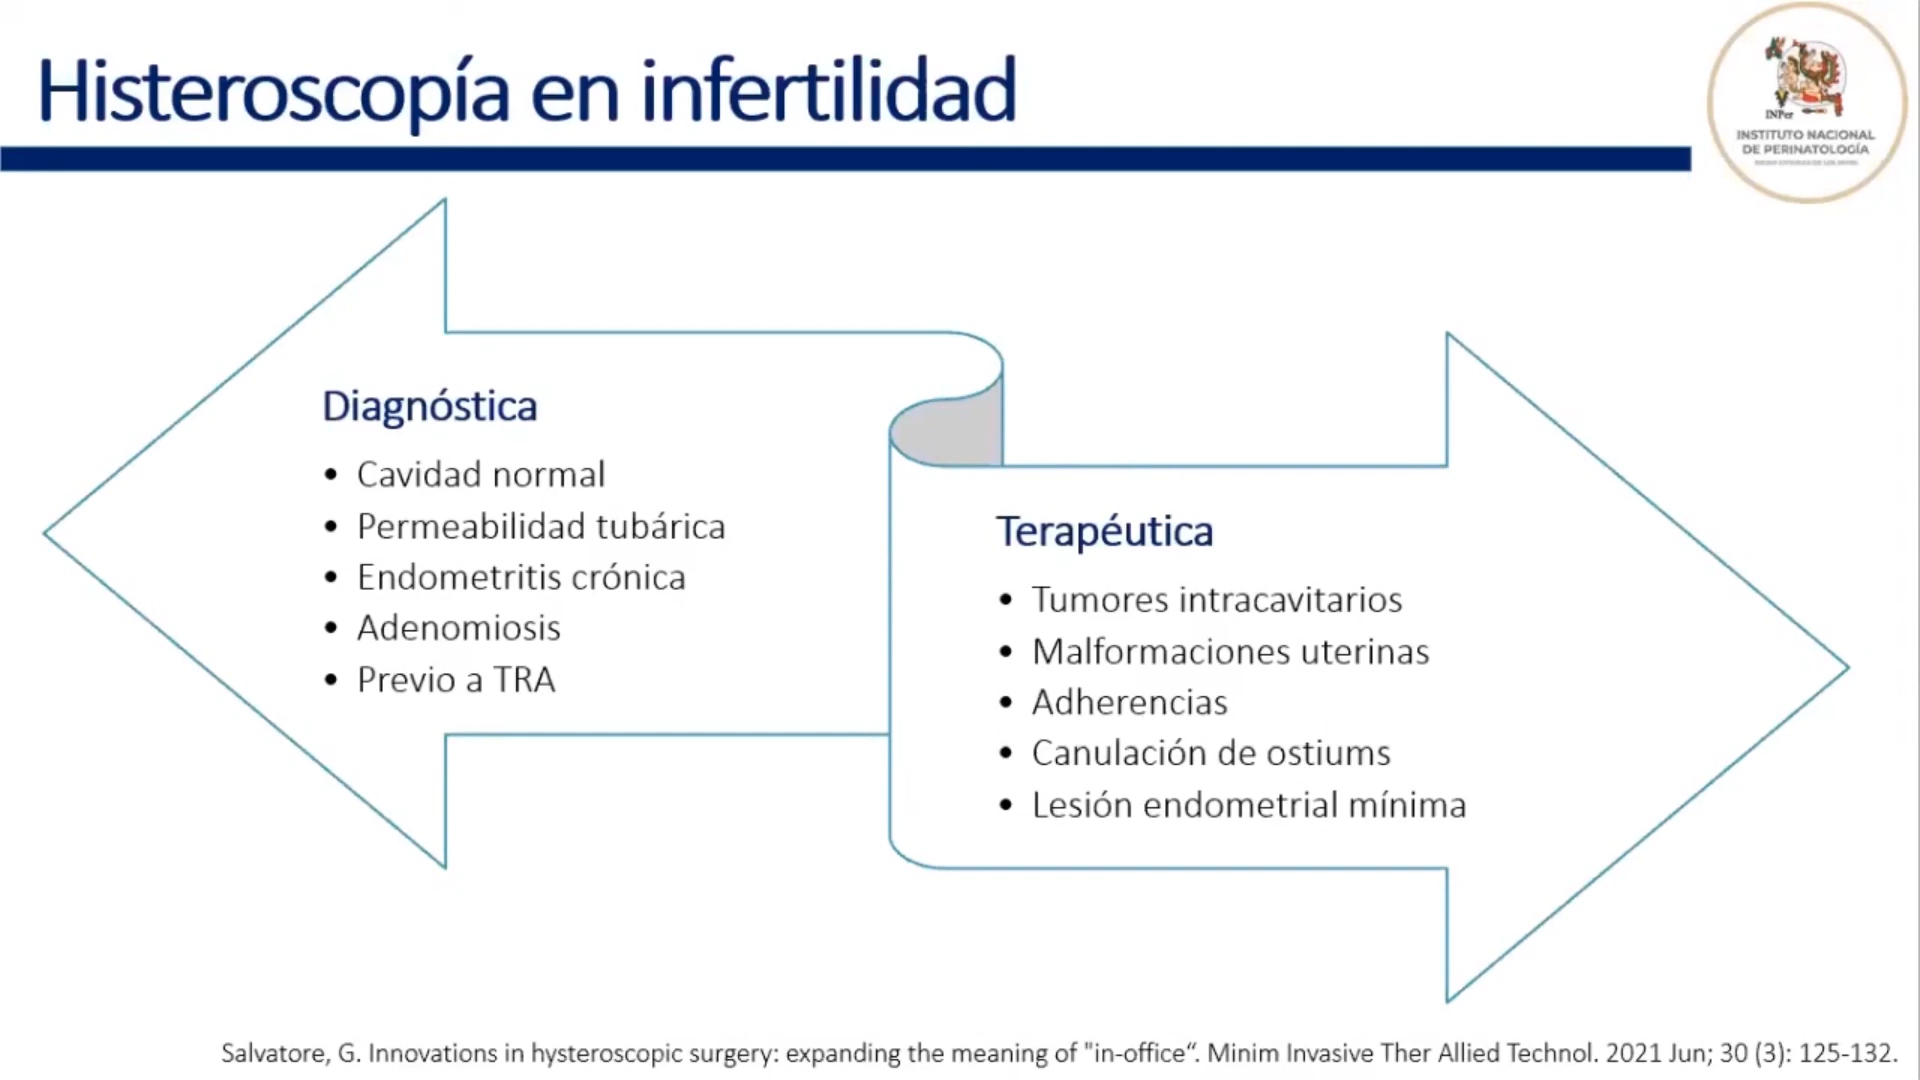 Histeroscopía en infertilidad
INPer
INSTITUTO NACIONAL
DE PERINATOLOGÍA
Diagnóstica
• Cavidad normal
• Permeabilidad tubárica
• Endometritis crónica
• Adenomiosis
• Previo a TRA
Terapéutica
• Tumores intracavitarios
• Malformaciones uterinas
• Adherencias
• Canulación de ostiums
• Lesión endometrial mínima
Salvatore, G. Innovations in hysteroscopic surgery: expanding the meaning of "in-office“. Minim Invasive Ther Allied Technol. 2021 Jun; 30 (3): 125-132.